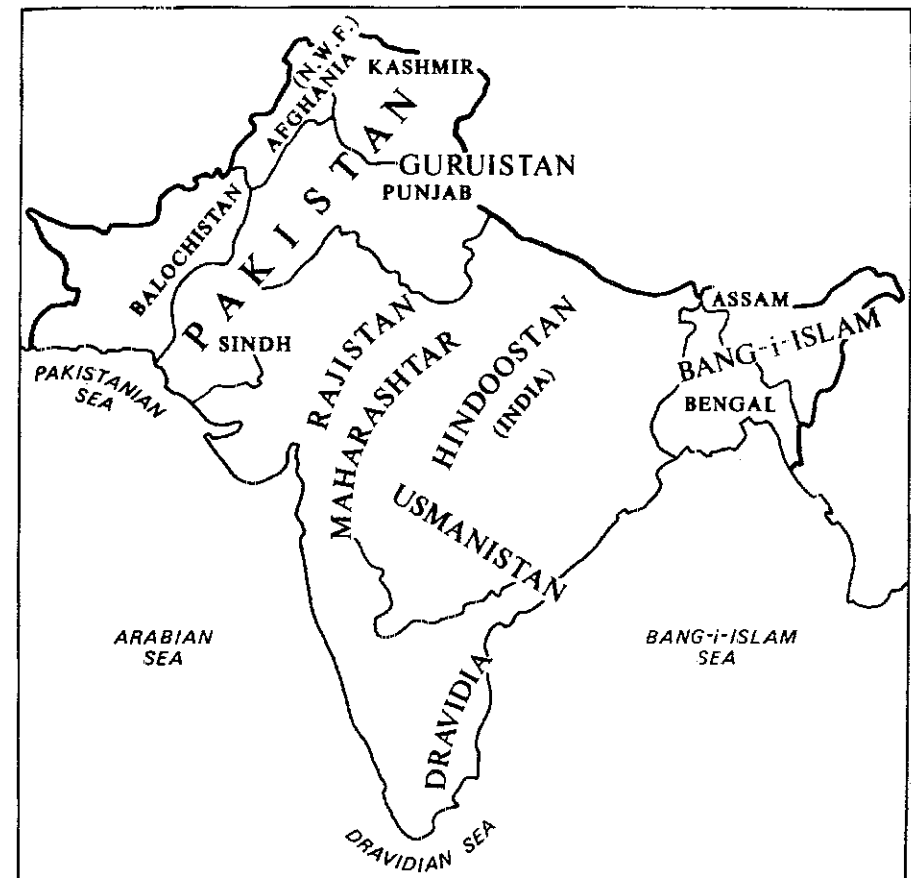 (N.W.F.)
AFGHANIA
KASHMIR
PAKISTAN
GURUISTAN
PUNJAB
BALOCHISTAN
SINDH
PAKISTANIAN
SEA
RAJISTAN
MAHARASHTAR
HINDOOSTAN
(INDIA)
ASSAM
BANG-i-ISLAM
BENGAL
USMANISTAN
ARABIAN
SEA
BANG-i-ISLAM
SEA
DRAVIDIA
DRAVIDIAN SEA